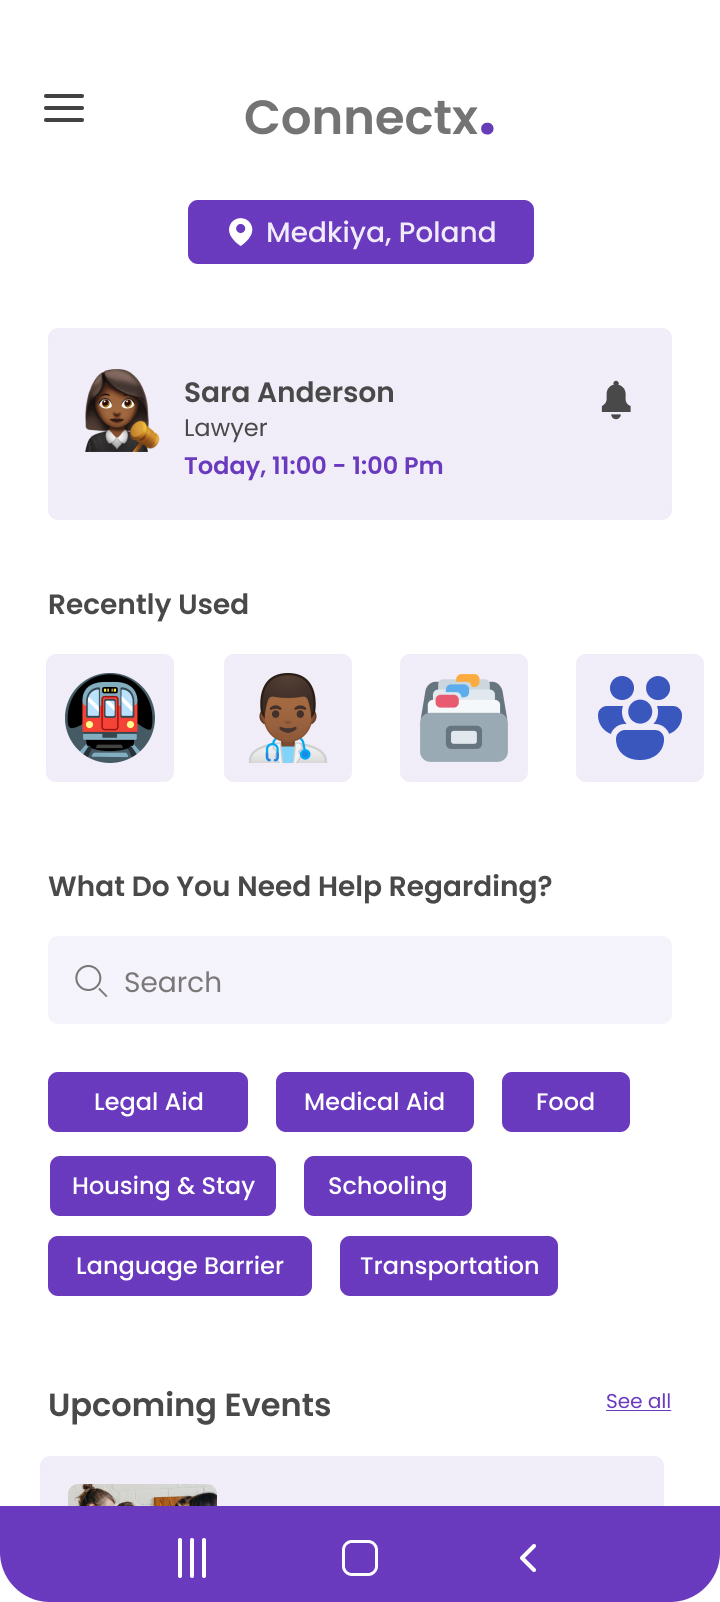 Connectx.
Medkiya, Poland
Sara Anderson
Lawyer
Today, 11:00 - 1:00 Pm
Recently Used
What Do You Need Help Regarding?
Search
Legal Aid Medical Aid Food
Housing & Stay Schooling
Language Barrier Transportation
Upcoming Events See all